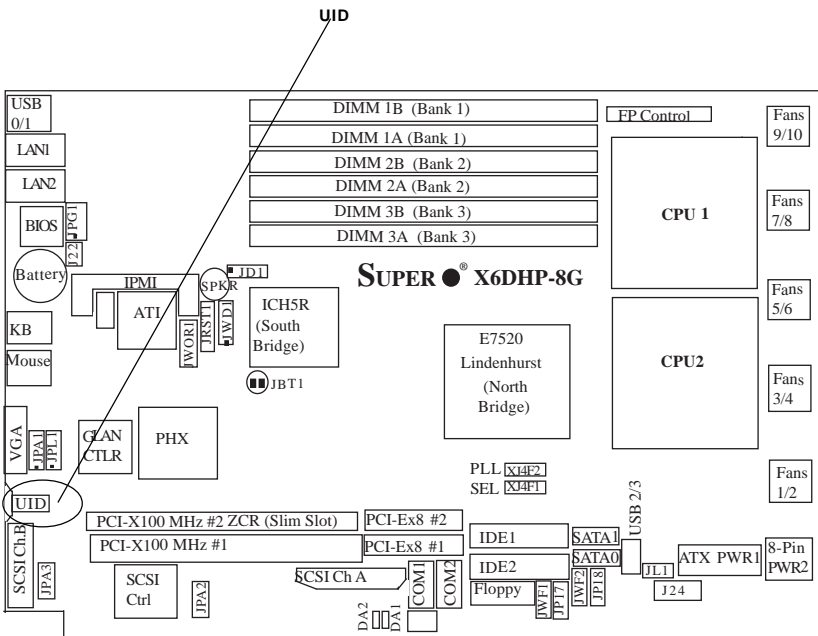 UID
USB
0/1
LAN1
LAN2
BIOS
JPG1
J22
Battery
IPMI
ATI
SPKR
JD1
JWOR1
JRST1
JWD1
ICH5R
(South
Bridge)
JBT1
KB
Mouse
VGA
JPA1
JPL1
GLAN
CTLR
PHX
UID
SCSI Ch.B
JPA3
DIMM 1B (Bank 1)
DIMM 1A (Bank 1)
DIMM 2B (Bank 2)
DIMM 2A (Bank 2)
DIMM 3B (Bank 3)
DIMM 3A (Bank 3)
SUPER ● ® X6DHP-8G
E7520
Lindenhurst
(North
Bridge)
FP Control
CPU 1
CPU2
Fans
9/10
Fans
7/8
Fans
5/6
Fans
3/4
Fans
1/2
PLL XJ4F2
SEL XJ4F1
PCI-X100 MHz #2 ZCR (Slim Slot)
PCI-X100 MHz #1
PCI-Ex8 #2
PCI-Ex8 #1
SCSI
Ctrl
JPA2
SCSI Ch A
DA2
DA1
COM1
COM2
IDE1
IDE2
Floppy
JWF1
JP17
JWF2
JP18
SATA1
SATA0
USB 2/3
JL1
J24
ATX PWR1
8-Pin
PWR2